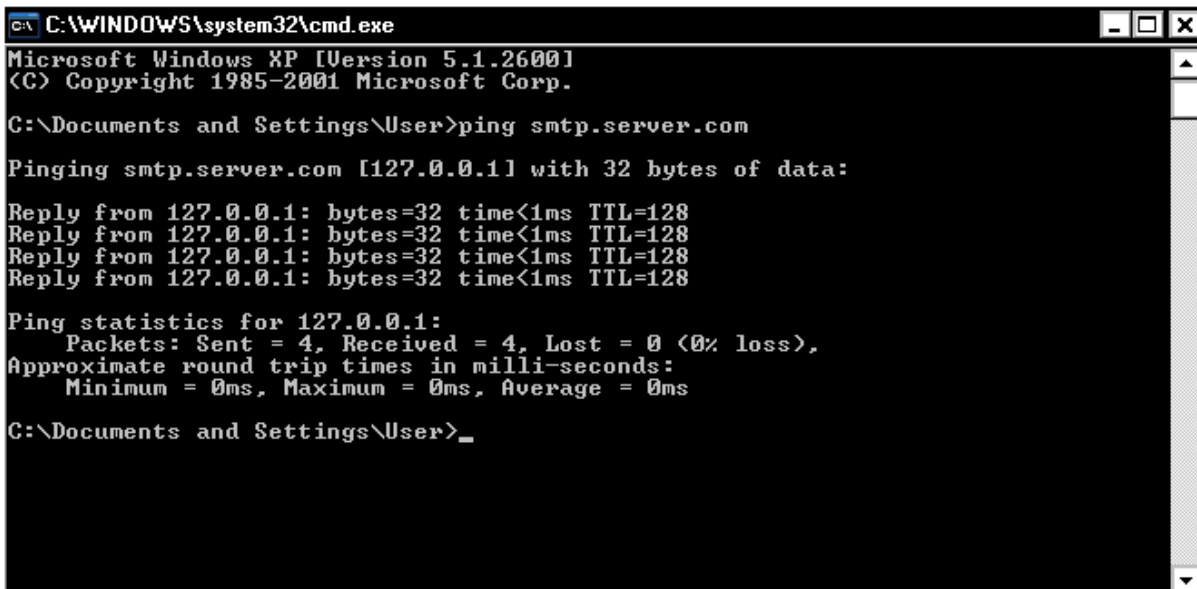 C:\WINDOWS\system32\cmd.exe
Microsoft Windows XP [Version 5.1.2600]
(C) Copyright 1985-2001 Microsoft Corp.
C:\Documents and Settings\User>ping smtp.server.com
Pinging smtp.server.com [127.0.0.1] with 32 bytes of data:
Reply from 127.0.0.1: bytes=32 time<1ms TTL=128
Reply from 127.0.0.1: bytes=32 time<1ms TTL=128
Reply from 127.0.0.1: bytes=32 time<1ms TTL=128
Reply from 127.0.0.1: bytes=32 time<1ms TTL=128
Ping statistics for 127.0.0.1:
    Packets: Sent = 4, Received = 4, Lost = 0 (0% loss),
Approximate round trip times in milli-seconds:
    Minimum = 0ms, Maximum = 0ms, Average = 0ms
C:\Documents and Settings\User>_